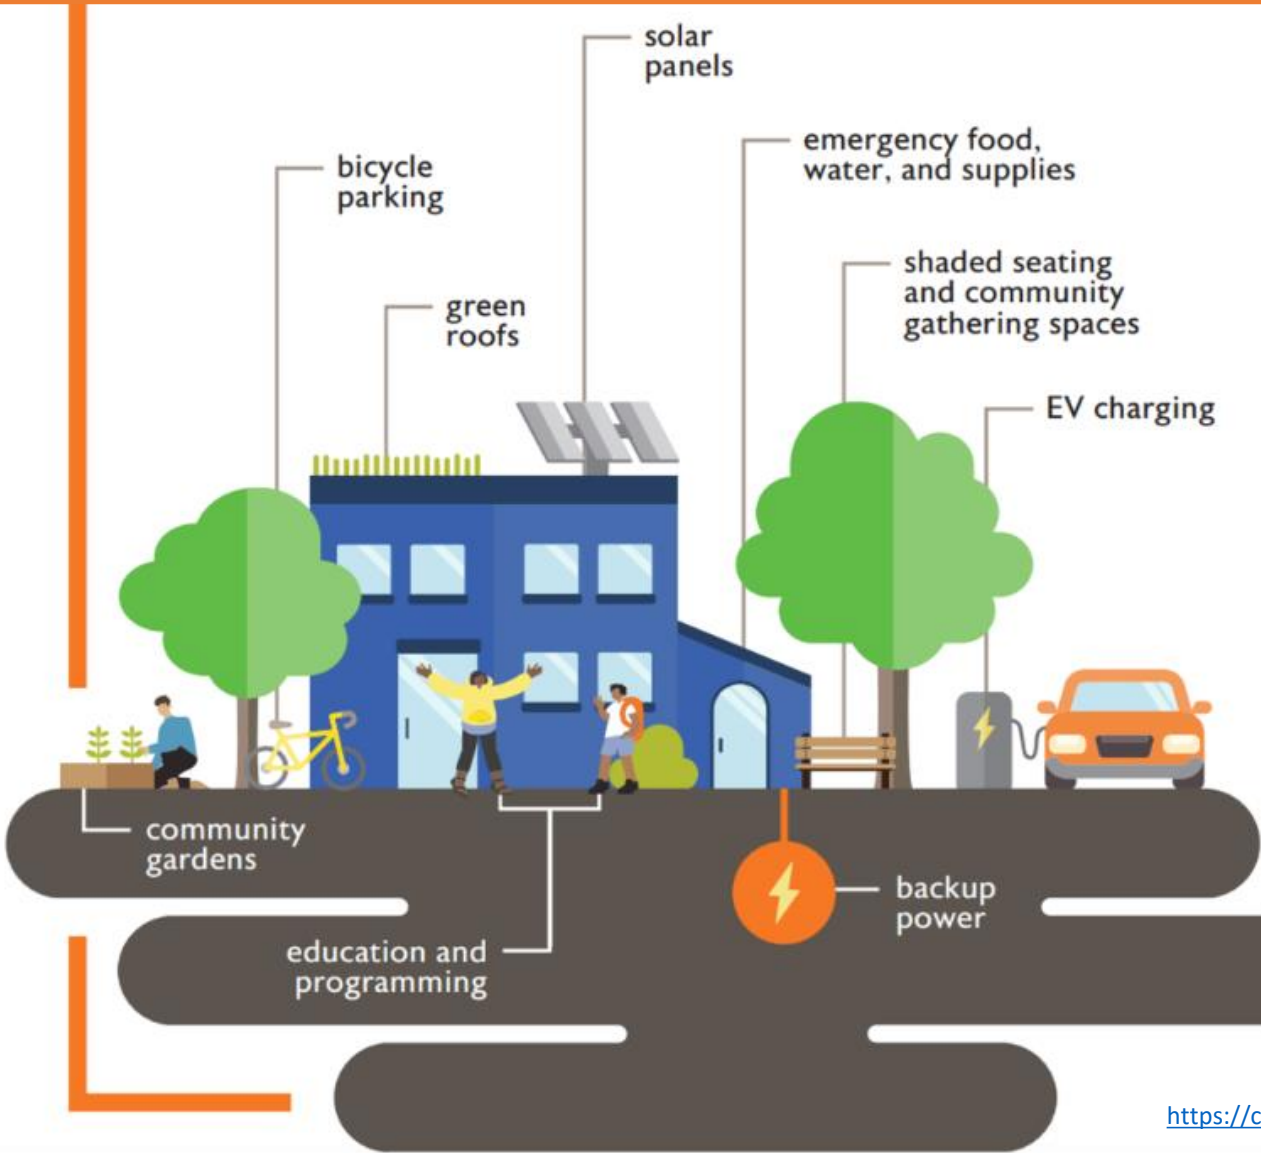 solar
panels
emergency food,
water, and supplies
bicycle
parking
shaded seating
and community
gathering spaces
green
roofs
EV charging
community
gardens
backup
power
education and
programming
https://c